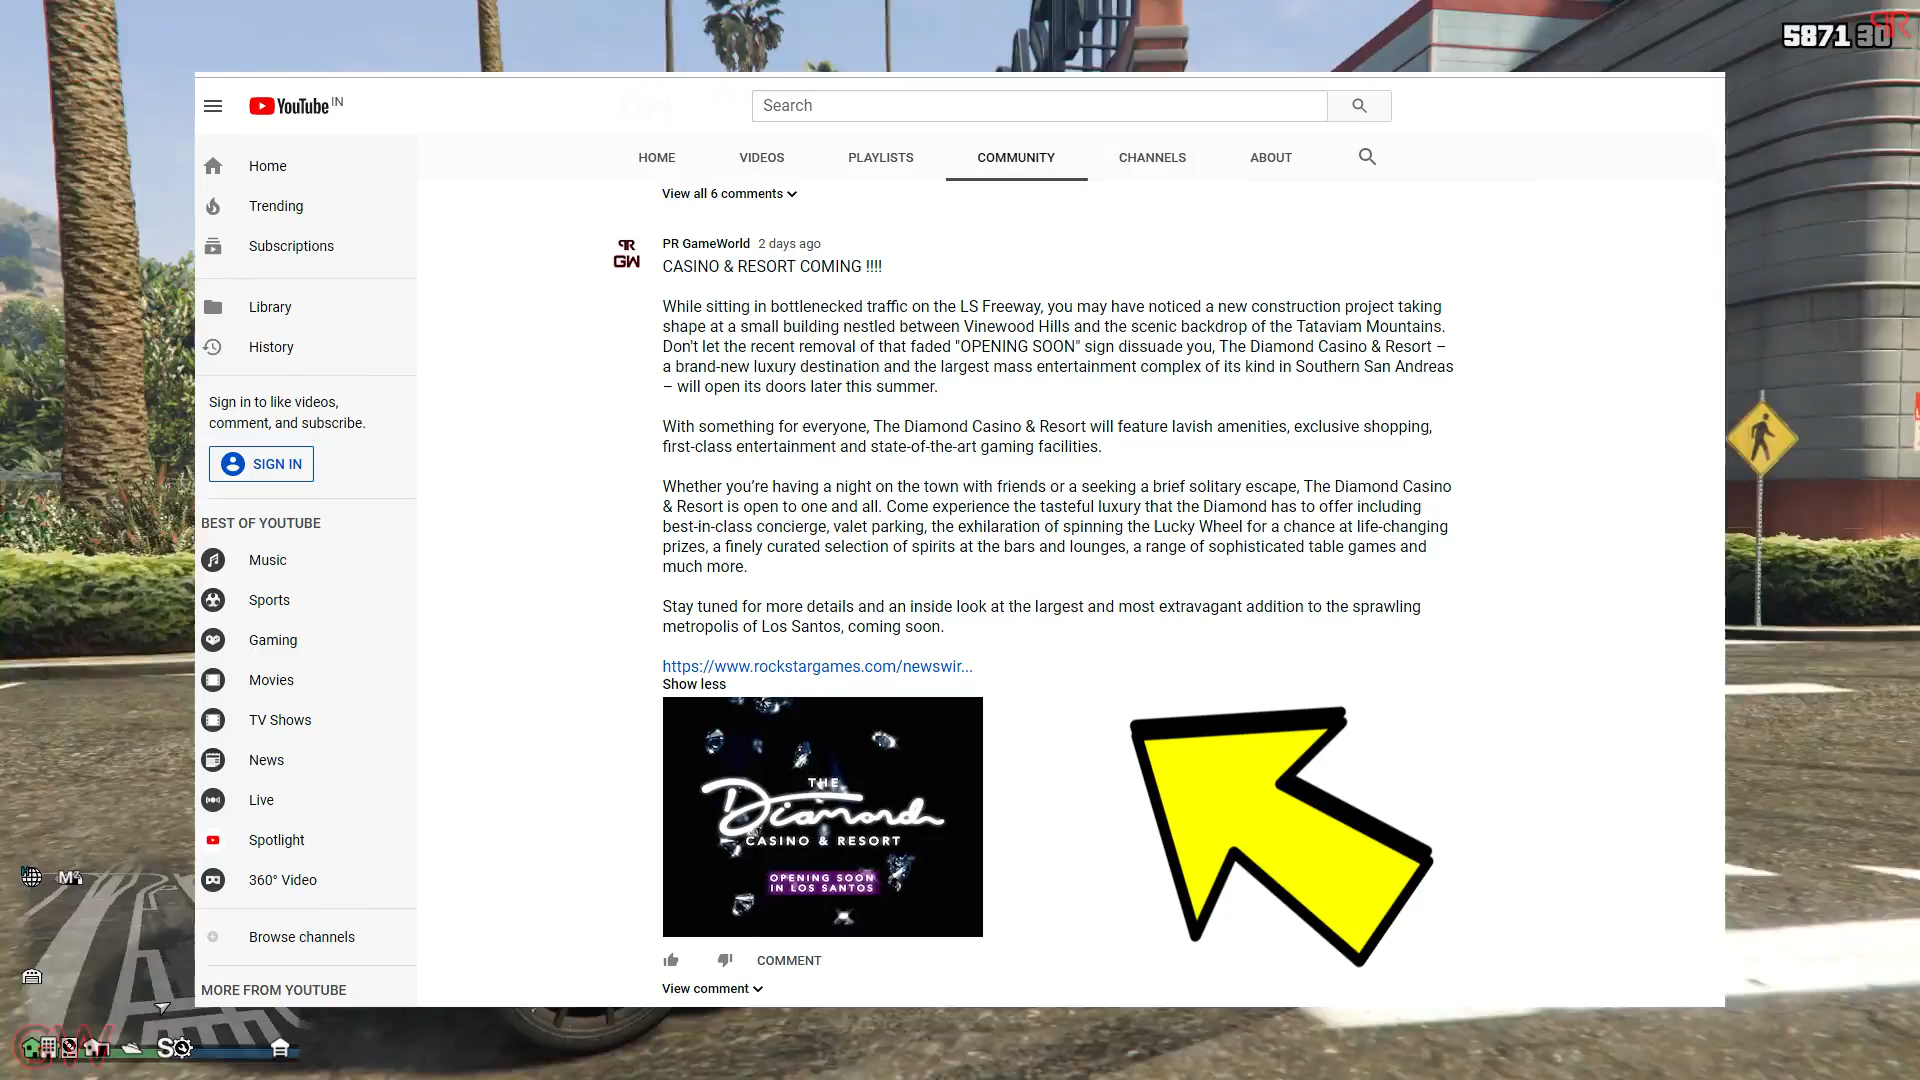 5871 30
PR
YouTube IN
Search
HOME VIDEOS PLAYLISTS COMMUNITY CHANNELS ABOUT
Home
Trending
Subscriptions
Library
History
Sign in to like videos,
comment, and subscribe.
SIGN IN
BEST OF YOUTUBE
Music
Sports
Gaming
Movies
TV Shows
News
Live
Spotlight
360° Video
Browse channels
MORE FROM YOUTUBE
View all 6 comments
PR
GW
PR GameWorld 2 days ago
CASINO & RESORT COMING !!!!
While sitting in bottlenecked traffic on the LS Freeway, you may have noticed a new construction project taking
shape at a small building nestled between Vinewood Hills and the scenic backdrop of the Tataviam Mountains.
Don't let the recent removal of that faded "OPENING SOON" sign dissuade you, The Diamond Casino & Resort –
a brand-new luxury destination and the largest mass entertainment complex of its kind in Southern San Andreas
– will open its doors later this summer.
With something for everyone, The Diamond Casino & Resort will feature lavish amenities, exclusive shopping,
first-class entertainment and state-of-the-art gaming facilities.
Whether you’re having a night on the town with friends or a seeking a brief solitary escape, The Diamond Casino
& Resort is open to one and all. Come experience the tasteful luxury that the Diamond has to offer including
best-in-class concierge, valet parking, the exhilaration of spinning the Lucky Wheel for a chance at life-changing
prizes, a finely curated selection of spirits at the bars and lounges, a range of sophisticated table games and
much more.
Stay tuned for more details and an inside look at the largest and most extravagant addition to the sprawling
metropolis of Los Santos, coming soon.
https://www.rockstargames.com/newswir...
Show less
THE
Diamond
CASINO & RESORT
OPENING SOON
IN LOS SANTOS
COMMENT
View comment
GW
S